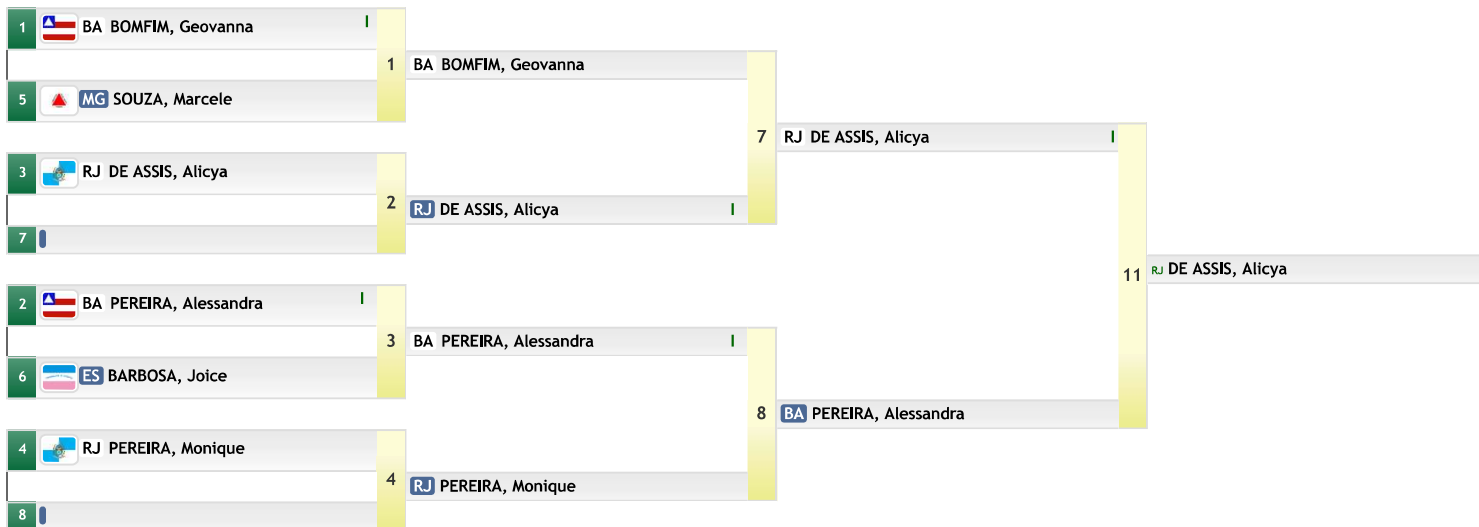 1 BA BOMFIM, Geovanna I
5 MG SOUZA, Marcele
1
BA BOMFIM, Geovanna
3 RJ DE ASSIS, Alicya
7
2
RJ DE ASSIS, Alicya I
7
RJ DE ASSIS, Alicya I
2 BA PEREIRA, Alessandra I
6 ES BARBOSA, Joice
3
BA PEREIRA, Alessandra I
4 RJ PEREIRA, Monique
8
4
RJ PEREIRA, Monique
8
BA PEREIRA, Alessandra
11
RJ DE ASSIS, Alicya